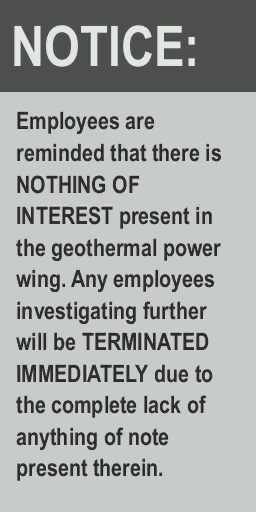 NOTICE:
Employees are
reminded that there is
NOTHING OF
INTEREST present in
the geothermal power
wing. Any employees
investigating further
will be TERMINATED
IMMEDIATELY due to
the complete lack of
anything of note
present therein.